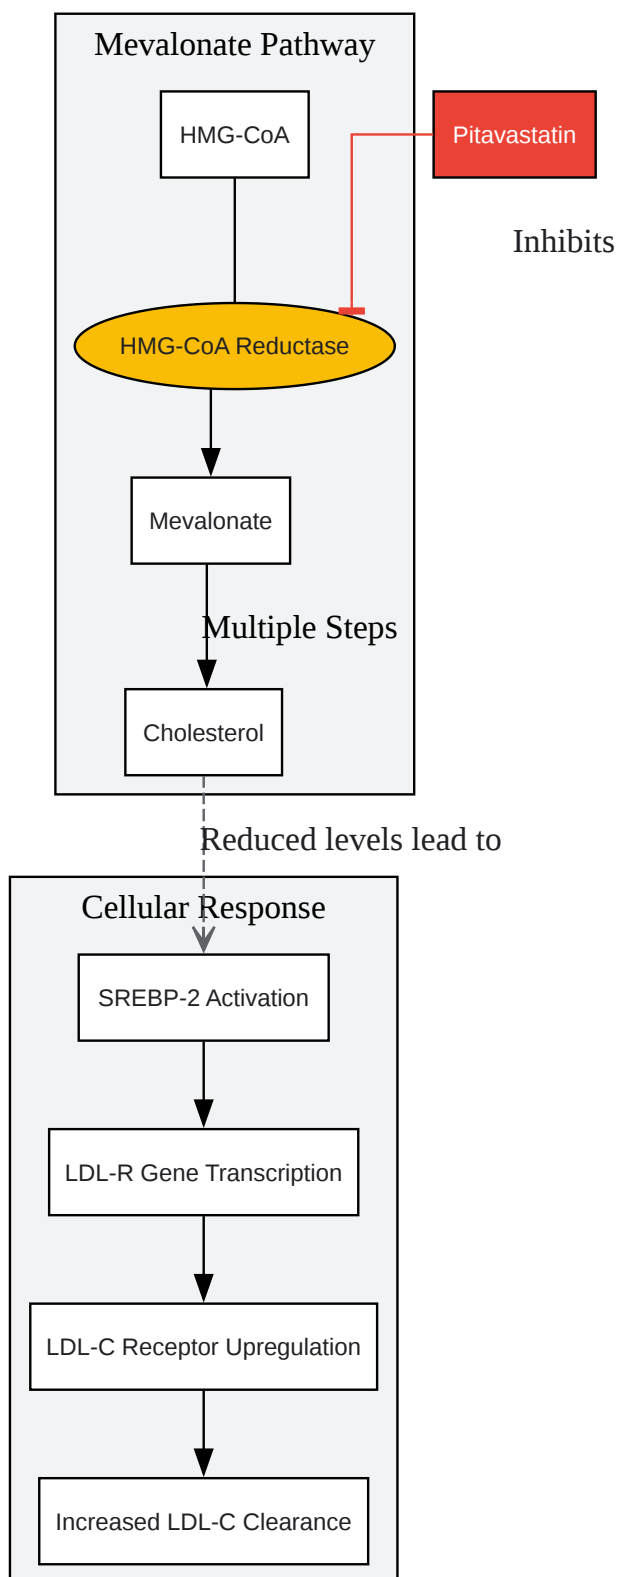 Mevalonate Pathway
HMG-CoA
Pitavastatin
Inhibits
HMG-CoA Reductase
Mevalonate
Multiple Steps
Cholesterol
Reduced levels lead to
Cellular Response
SREBP-2 Activation
LDL-R Gene Transcription
LDL-C Receptor Upregulation
Increased LDL-C Clearance